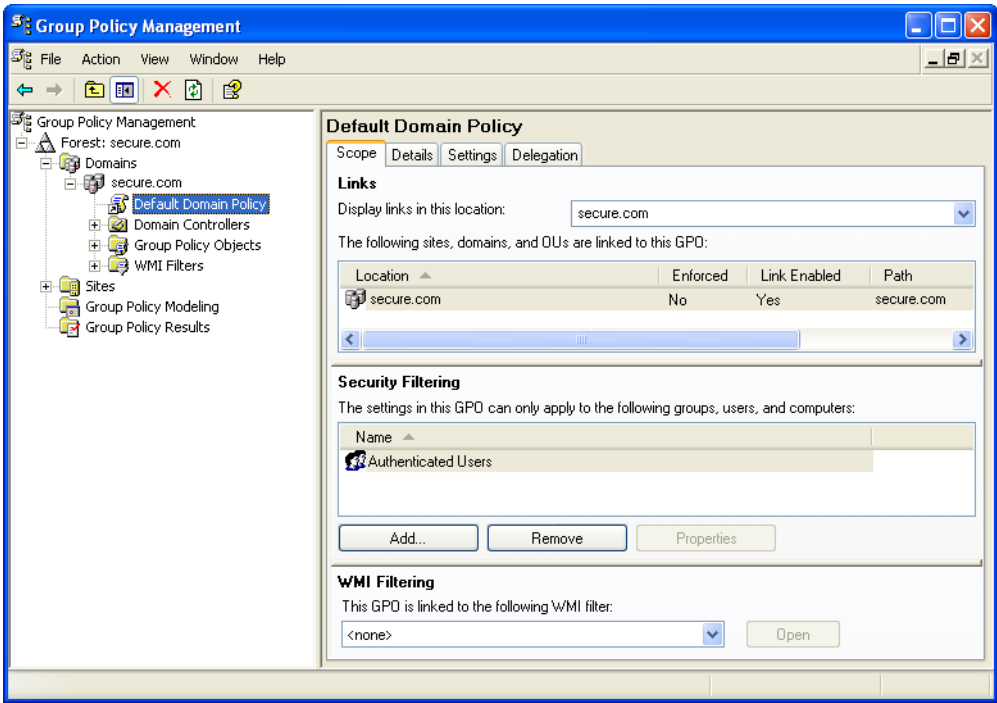 Group Policy Management
File Action View Window Help
Group Policy Management
Forest: secure.com
Domains
secure.com
Default Domain Policy
Domain Controllers
Group Policy Objects
WMI Filters
Sites
Group Policy Modeling
Group Policy Results
Default Domain Policy
Scope Details Settings Delegation
Links
Display links in this location: secure.com
The following sites, domains, and OUs are linked to this GPO:
Location Enforced Link Enabled Path
secure.com No Yes secure.com
Security Filtering
The settings in this GPO can only apply to the following groups, users, and computers:
Name
Authenticated Users
Add... Remove Properties
WMI Filtering
This GPO is linked to the following WMI filter:
<none> Open